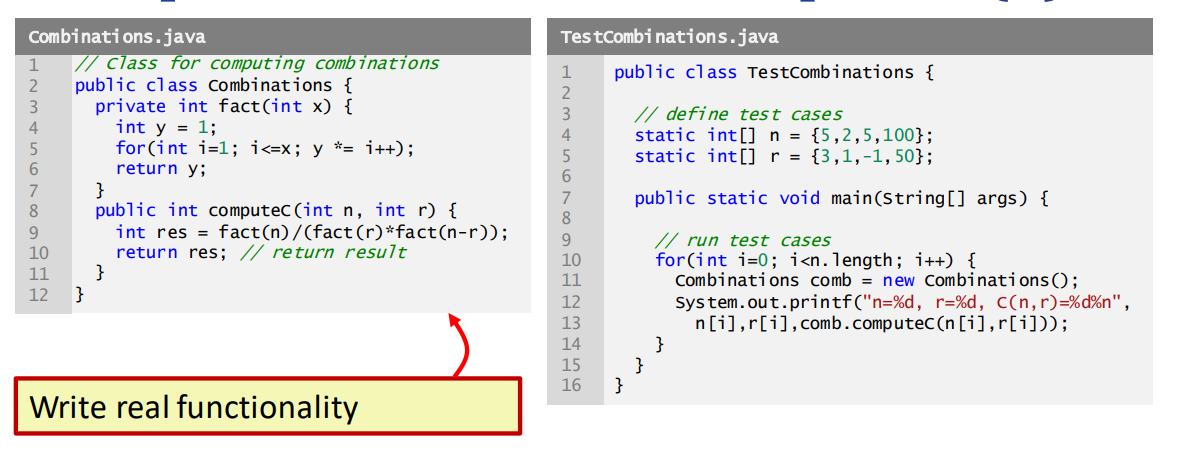 Combinations.java
1 // Class for computing combinations
2 public class Combinations {
3   private int fact(int x) {
4     int y = 1;
5     for(int i=1; i<=x; y *= i++);
6     return y;
7   }
8   public int computeC(int n, int r) {
9     int res = fact(n)/(fact(r)*fact(n-r));
10     return res; // return result
11   }
12 }
Write real functionality
TestCombinations.java
1 public class TestCombinations {
2
3   // define test cases
4   static int[] n = {5,2,5,100};
5   static int[] r = {3,1,-1,50};
6
7   public static void main(String[] args) {
8
9     // run test cases
10     for(int i=0; i<n.length; i++) {
11       Combinations comb = new Combinations();
12       System.out.printf("n=%d, r=%d, C(n,r)=%d%n",
13         n[i],r[i],comb.computeC(n[i],r[i]));
14     }
15   }
16 }